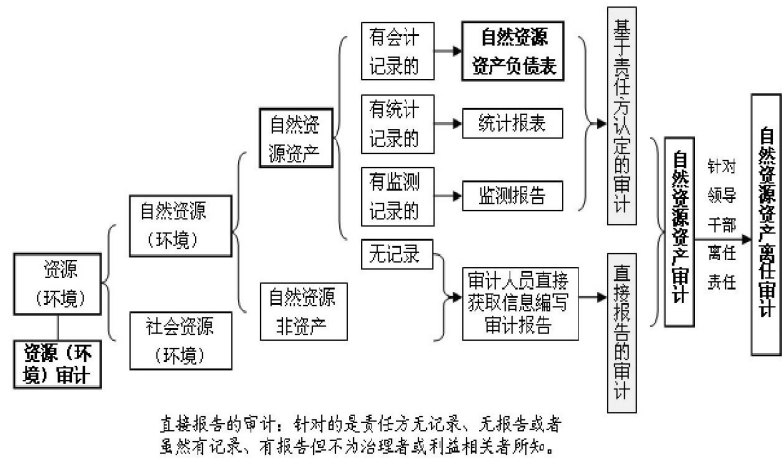 资源
（环境）
资源（环
境）审计
自然资源
（环境）
社会资源
（环境）
自然资
源资产
自然资源
非资产
有会计
记录的
有统计
记录的
有监测
记录的
无记录
自然资源
资产负债表
统计报表
监测报告
审计人员直接
获取信息编写
审计报告
基于责任方认定的审计
直接报告的审计
自然资源资产审计
针对
领导
干部
离任
责任
自然资源资产离任审计
直接报告的审计：针对的是责任方无记录、无报告或者
虽然有记录、有报告但不为治理者或利益相关者所知。